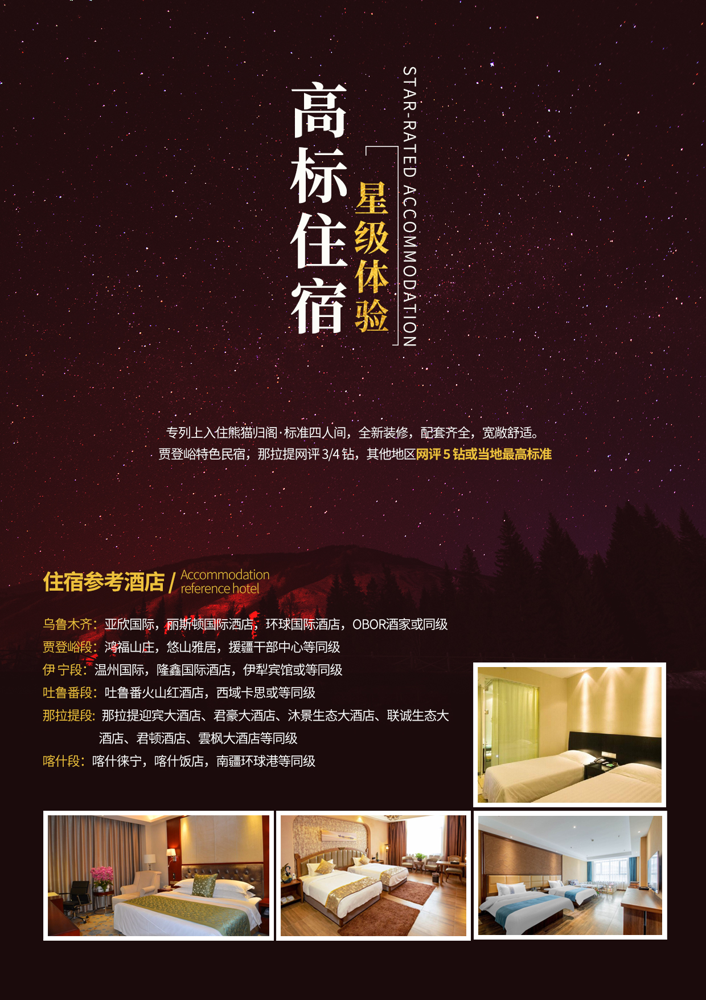 高标住宿
星级体验
STAR-RATED ACCOMMODATION
专列上入住熊猫归阁·标准四人间，全新装修，配套齐全，宽敞舒适。
贾登峪特色民宿，那拉提网评 3/4 钻，其他地区网评 5 钻或当地最高标准
住宿参考酒店 / Accommodation
reference hotel
乌鲁木齐：亚欣国际，丽斯顿国际洒店，环球国际酒店，OBOR酒家或同级
贾登峪段：鸿福山庄，悠山雅居，援疆干部中心等同级
伊 宁段：温州国际，隆鑫国际酒店，伊犁宾馆或等同级
吐鲁番段：吐鲁番火山红酒店，西域卡思或等同级
那拉提段: 那拉提迎宾大酒店、君豪大酒店、沐景生态大酒店、联诚生态大
酒店、君顿酒店、雲枫大酒店等同级
喀什段：喀什徕宁，喀什饭店，南疆环球港等同级